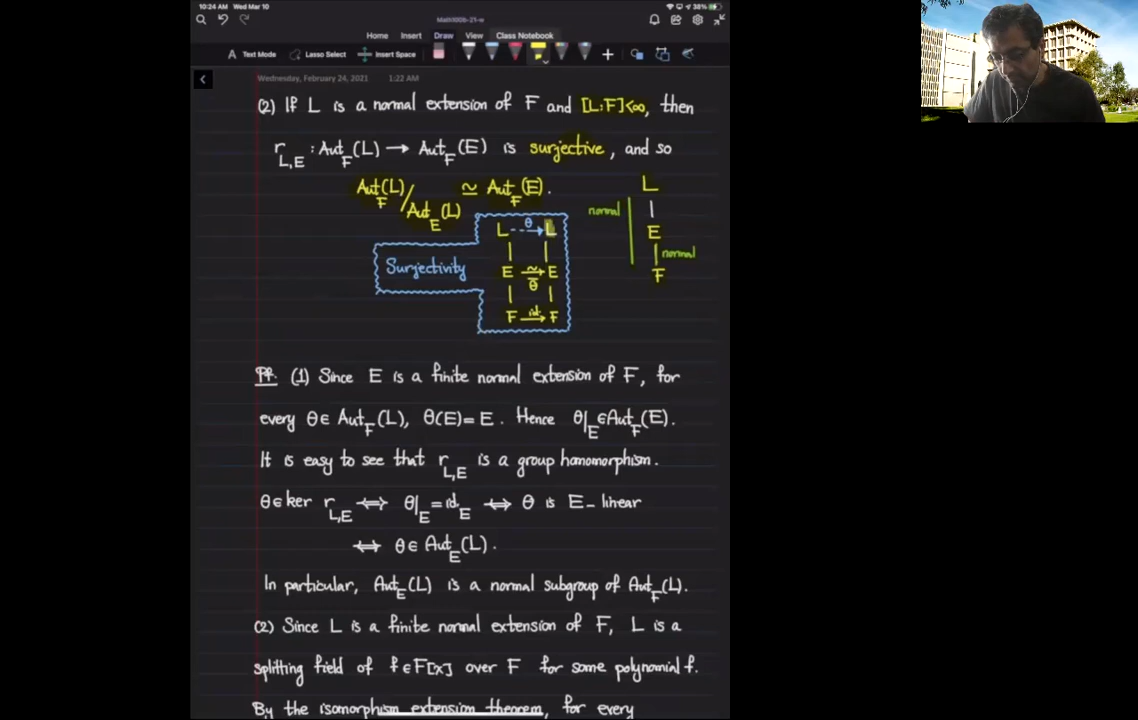 10:24 AM Wed Mar 10
38%
Math100b-21-w
Home Insert Draw View Class Notebook
Text Mode Lasso Select Insert Space
Wednesday, February 24, 2021 1:22 AM
(2) If L is a normal extension of F and [L:F]<∞, then
r_{L,E} : Aut_F(L) → Aut_F(E) is surjective, and so
Aut_F(L)/Aut_E(L) ≃ Aut_F(E).
L
normal
E
normal
F
Surjectivity
L --θ--> L
E ≃→ θ̄ E
F id→ F
Pf. (1) Since E is a finite normal extension of F, for
every θ∈ Aut_F(L), θ(E)=E. Hence θ|_E ∈Aut_F(E).
It is easy to see that r_{L,E} is a group homomorphism.
θ∈ker r_{L,E} ⟺ θ|_E = id_E ⟺ θ is E-linear
⟺ θ∈ Aut_E(L).
In particular, Aut_E(L) is a normal subgroup of Aut_F(L).
(2) Since L is a finite normal extension of F, L is a
splitting field of f∈F[x] over F for some polynomial f.
By the isomorphism extension theorem, for every